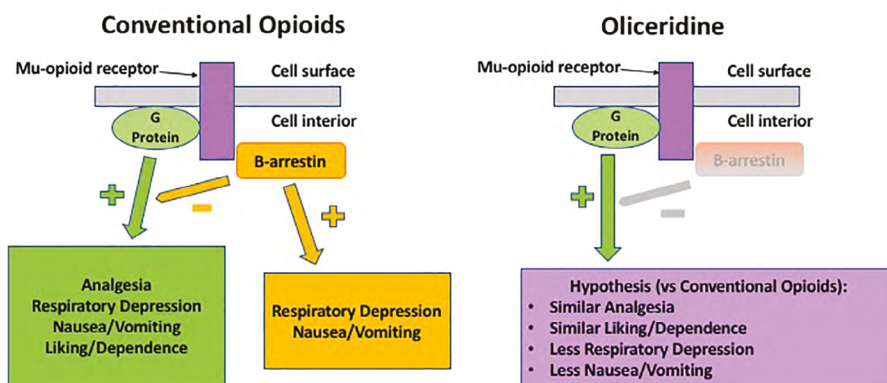 Conventional Opioids
Mu-opioid receptor
Cell surface
Cell interior
G
Protein
B-arrestin
+
-
+
Analgesia
Respiratory Depression
Nausea/Vomiting
Liking/Dependence
Respiratory Depression
Nausea/Vomiting
Oliceridine
Mu-opioid receptor
Cell surface
Cell interior
G
Protein
B-arrestin
+
-
Hypothesis (vs Conventional Opioids):
• Similar Analgesia
• Similar Liking/Dependence
• Less Respiratory Depression
• Less Nausea/Vomiting